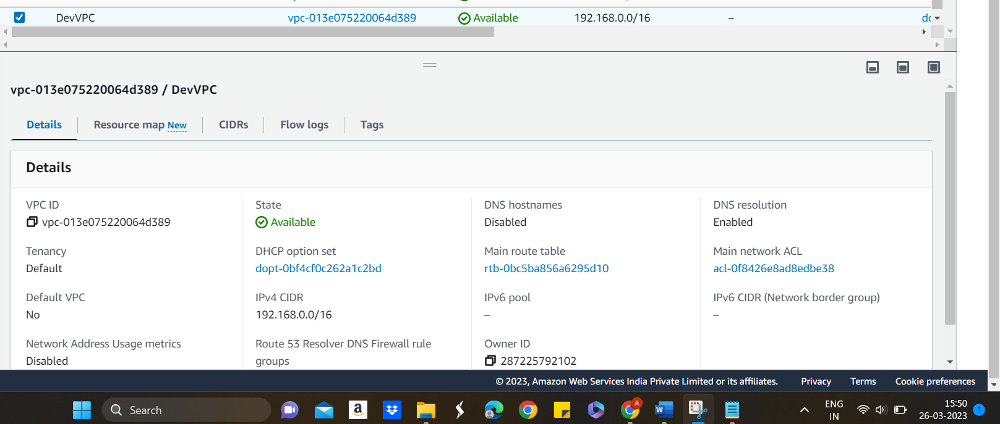 DevVPC vpc-013e075220064d389 Available 192.168.0.0/16 –
vpc-013e075220064d389 / DevVPC
Details Resource map New CIDRs Flow logs Tags
Details
VPC ID State DNS hostnames DNS resolution
vpc-013e075220064d389 Available Disabled Enabled
Tenancy DHCP option set Main route table Main network ACL
Default dopt-0bf4cf0c262a1c2bd rtb-0bc5ba856a6295d10 acl-0f8426e8ad8edbe38
Default VPC IPv4 CIDR IPv6 pool IPv6 CIDR (Network border group)
No 192.168.0.0/16 – –
Network Address Usage metrics Route 53 Resolver DNS Firewall rule Owner ID
Disabled groups 287225792102
© 2023, Amazon Web Services India Private Limited or its affiliates. Privacy Terms Cookie preferences
Search a A W ENG 15:50
IN 26-03-2023 1